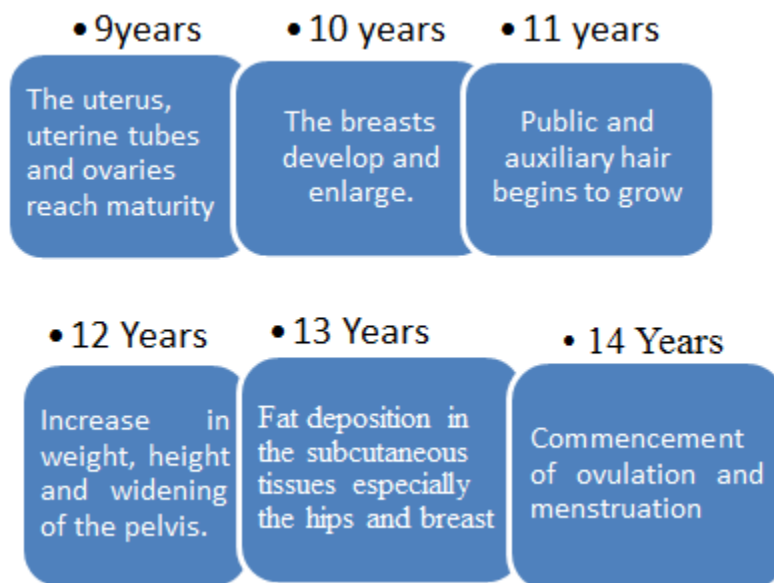 • 9years
• 10 years
• 11 years
The uterus,
uterine tubes
and ovaries
reach maturity
The breasts
develop and
enlarge.
Public and
auxiliary hair
begins to grow
• 12 Years
• 13 Years
• 14 Years
Increase in
weight, height
and widening
of the pelvis.
Fat deposition in
the subcutaneous
tissues especially
the hips and breast
Commencement
of ovulation and
menstruation